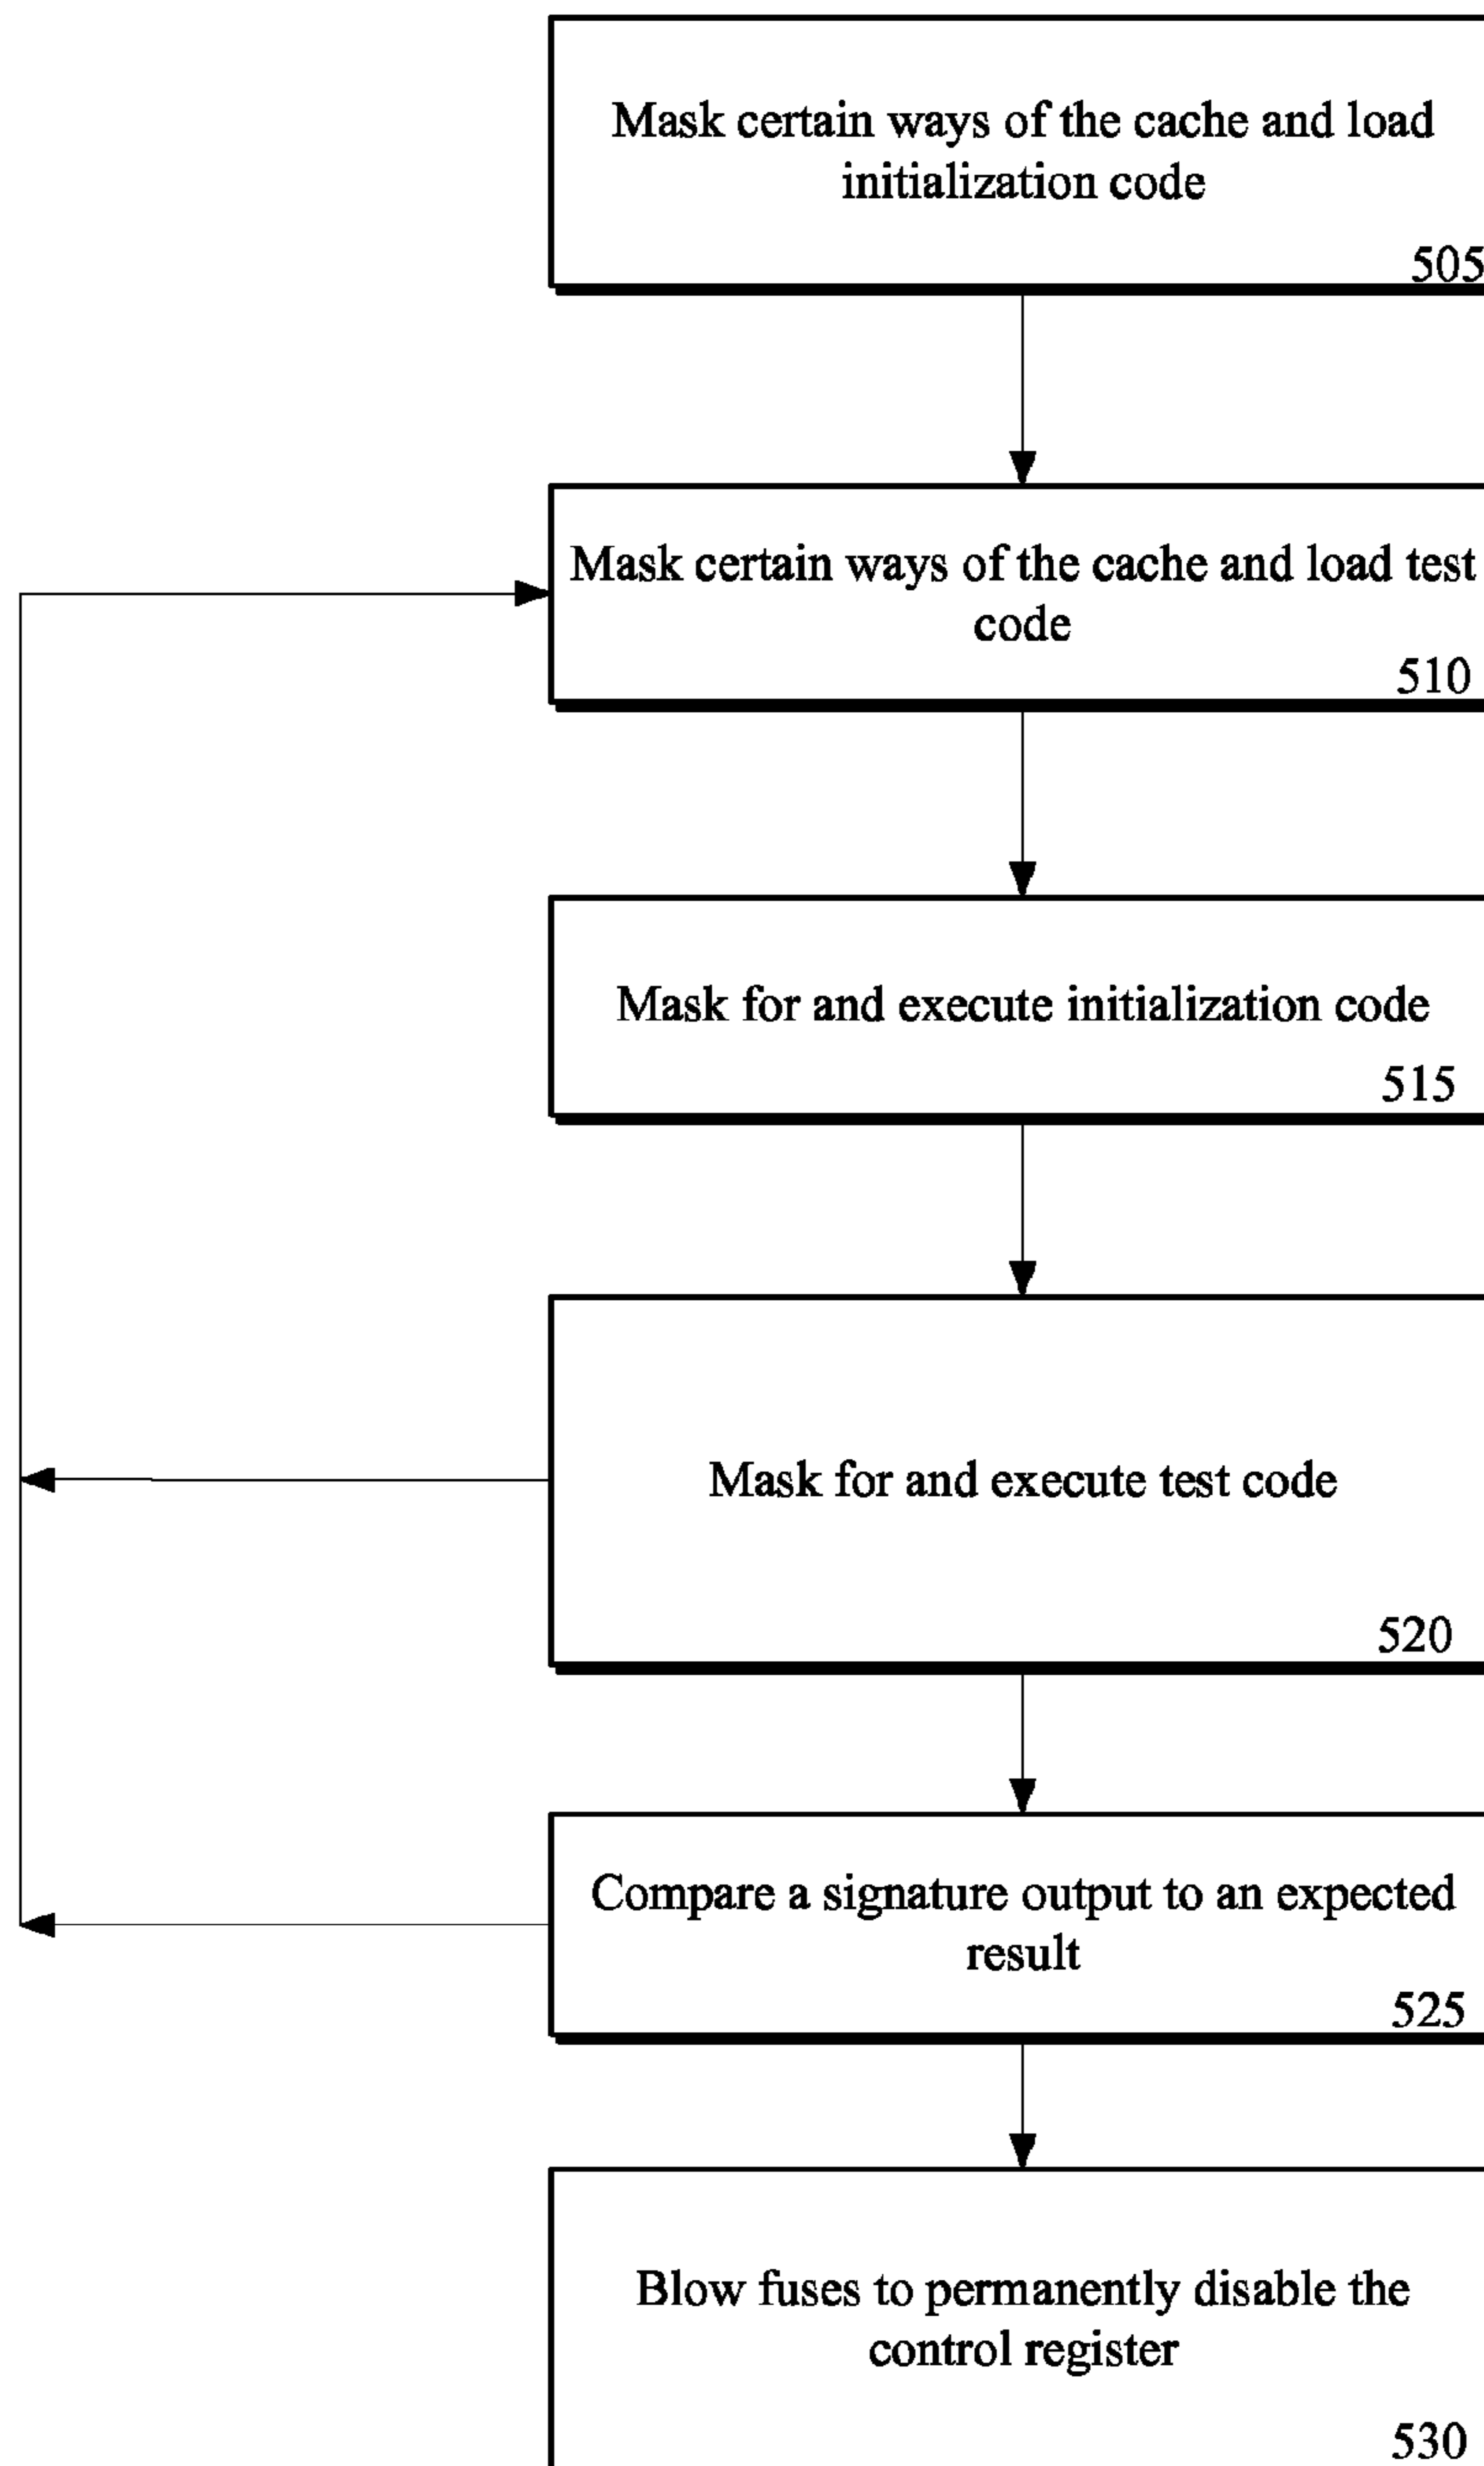 Mask certain ways of the cache and load
initialization code
505
Mask certain ways of the cache and load test
code
510
Mask for and execute initialization code
515
Mask for and execute test code
520
Compare a signature output to an expected
result
525
Blow fuses to permanently disable the
control register
530